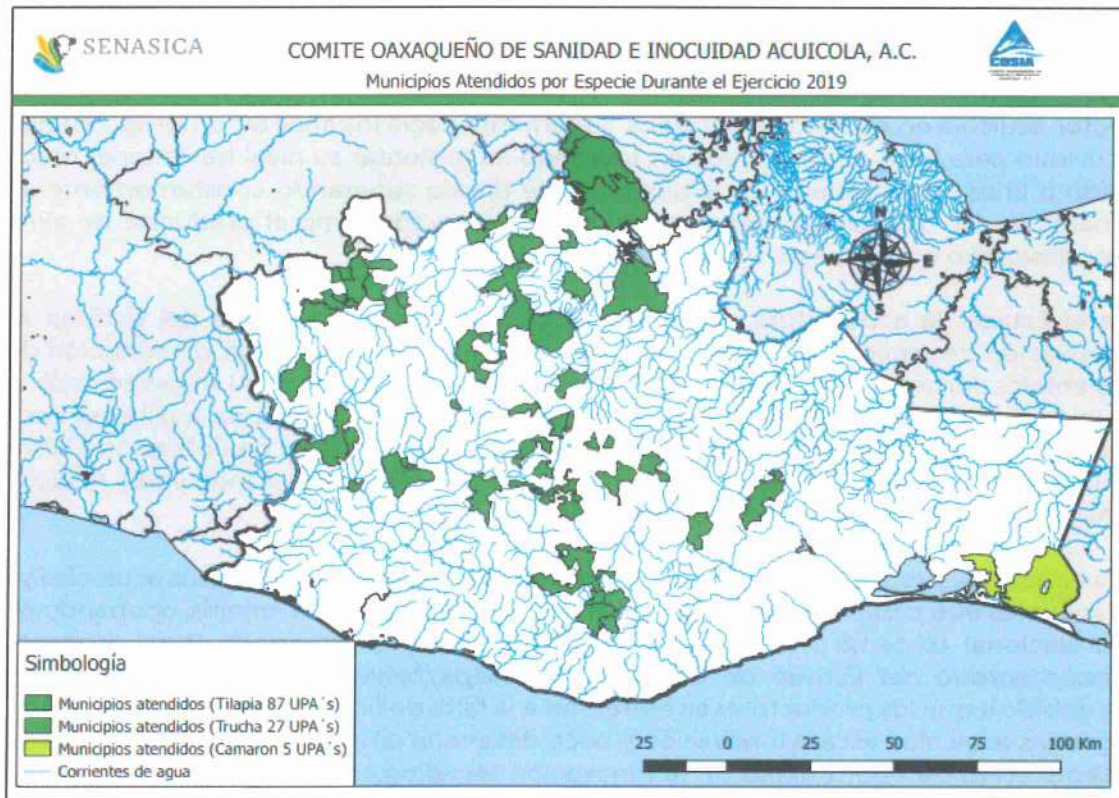 SENASICA
COMITE OAXAQUEÑO DE SANIDAD E INOCUIDAD ACUICOLA, A.C.
Municipios Atendidos por Especie Durante el Ejercicio 2019
COSIA
N
W
E
S
Simbología
Municipios atendidos (Tilapia 87 UPA´s)
Municipios atendidos (Trucha 27 UPA´s)
Municipios atendidos (Camaron 5 UPA´s)
Corrientes de agua
25 0 25 50 75 100 Km